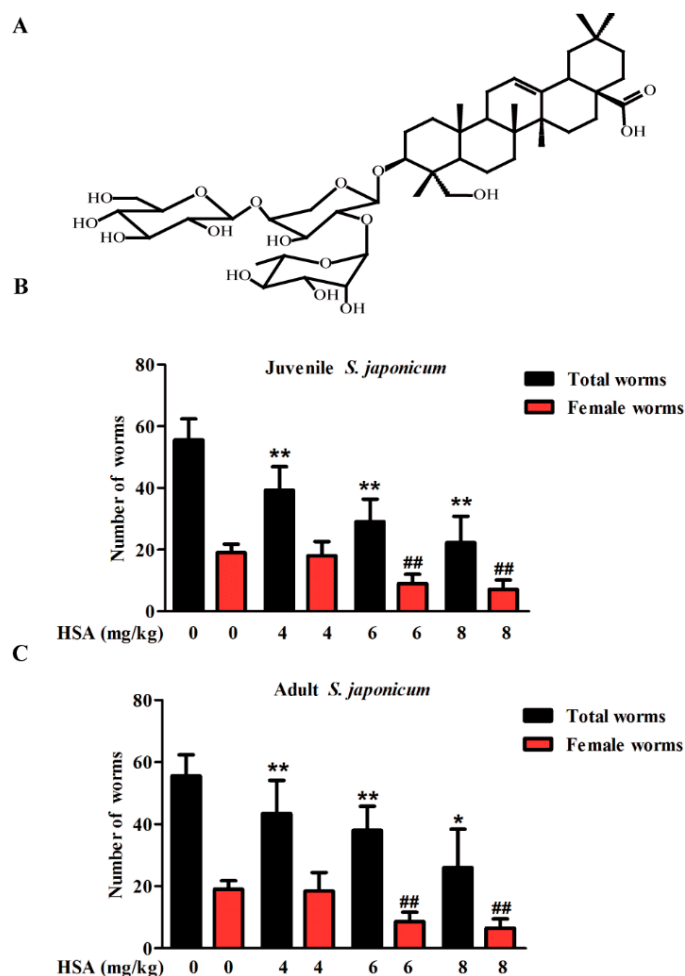 A
O
OH
O
O
OH
HO
O
HO
HO
OH
O
O
HO
O
O
HO
OH
OH
B
Juvenile S. japonicum
Total worms
Female worms
Number of worms
80
60
40
20
0
**
**
##
**
##
HSA (mg/kg) 0 0 4 4 6 6 8 8
C
Adult S. japonicum
Total worms
Female worms
Number of worms
80
60
40
20
0
**
**
##
*
##
HSA (mg/kg) 0 0 4 4 6 6 8 8